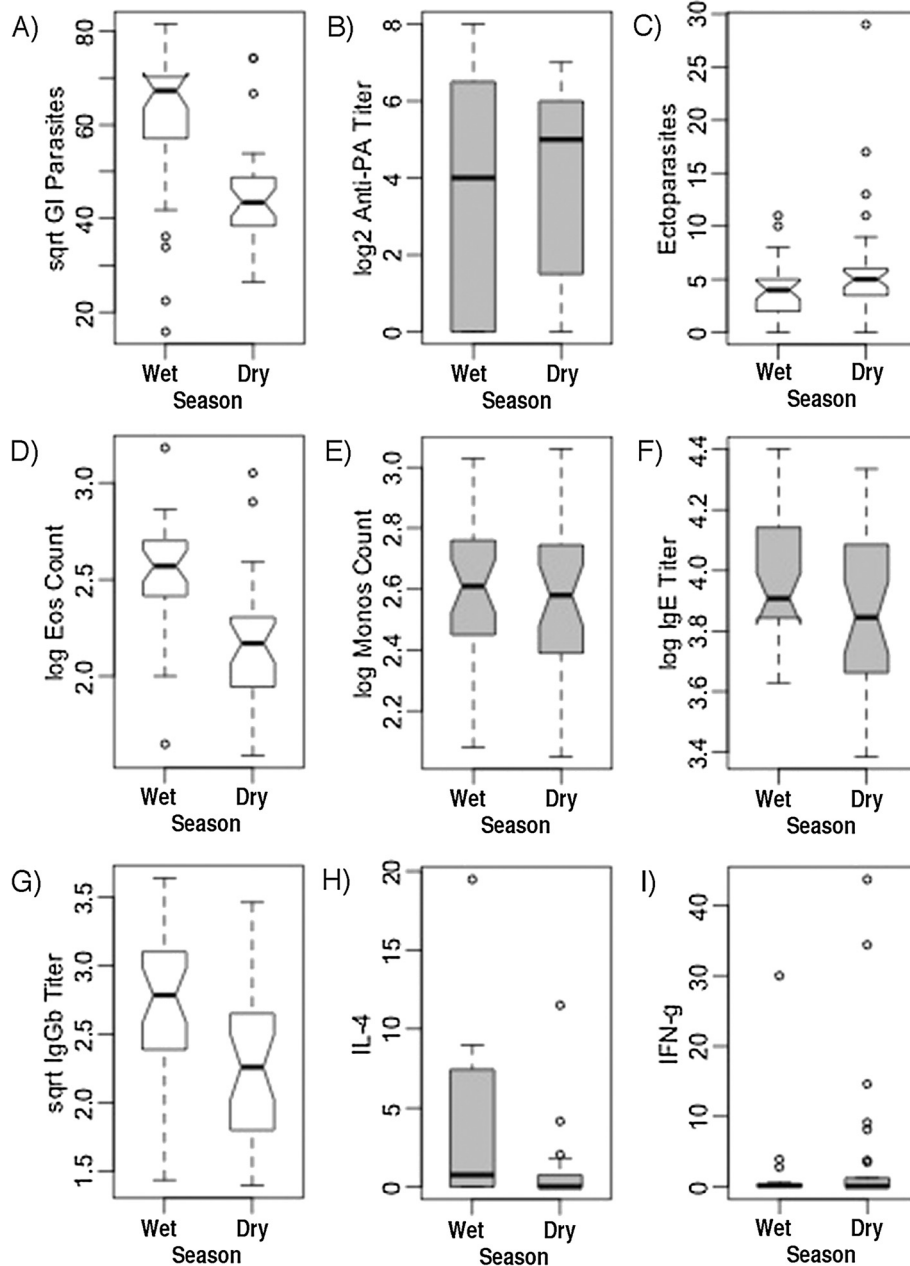 A)
sqrt GI Parasites
80
60
40
20
Wet Dry
Season
B)
log2 Anti-PA Titer
8
6
4
2
0
Wet Dry
Season
C)
Ectoparasites
30
25
20
15
10
5
0
Wet Dry
Season
D)
log Eos Count
3.0
2.5
2.0
Wet Dry
Season
E)
log Monos Count
3.0
2.8
2.6
2.4
2.2
Wet Dry
Season
F)
log IgE Titer
4.4
4.2
4.0
3.8
3.6
3.4
Wet Dry
Season
G)
sqrt IgGb Titer
3.5
3.0
2.5
2.0
1.5
Wet Dry
Season
H)
IL-4
20
15
10
5
0
Wet Dry
Season
I)
IFN-g
40
30
20
10
0
Wet Dry
Season